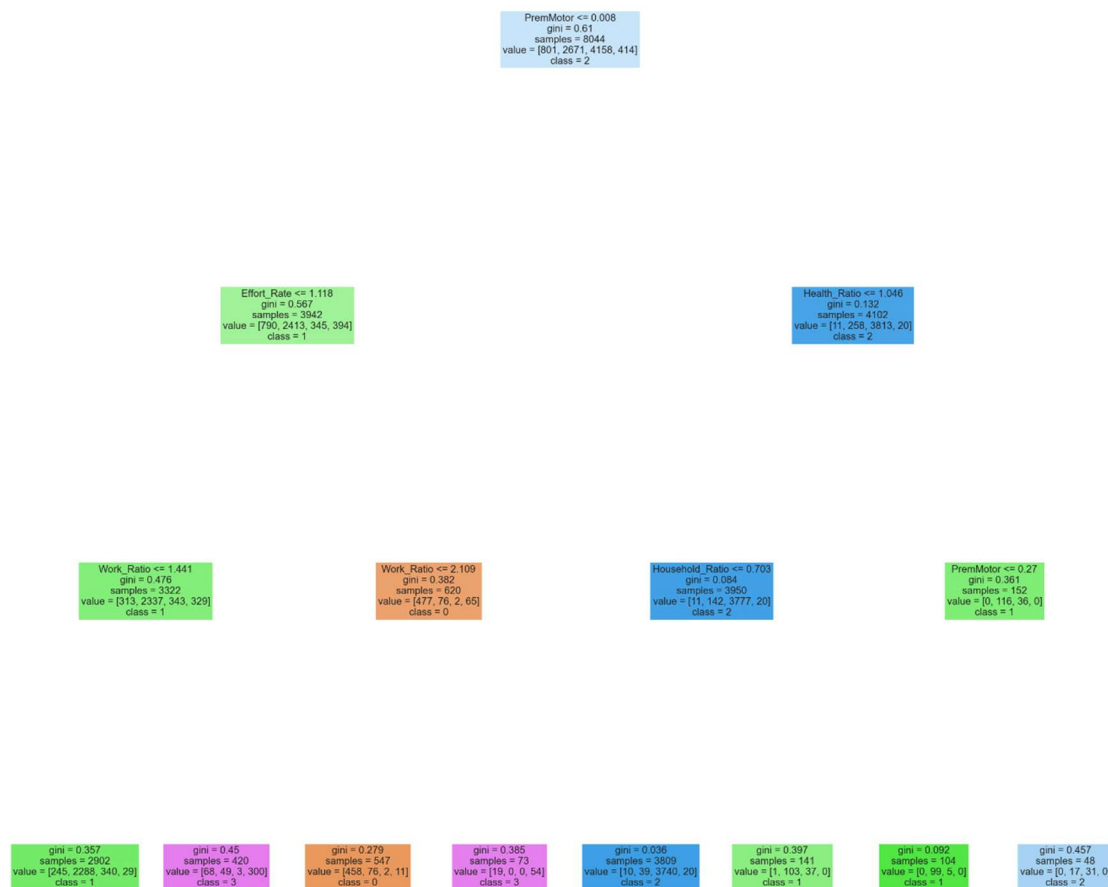 PremMotor <= 0.008
gini = 0.61
samples = 8044
value = [801, 2671, 4158, 414]
class = 2
Effort_Rate <= 1.118
gini = 0.567
samples = 3942
value = [790, 2413, 345, 394]
class = 1
Health_Ratio <= 1.046
gini = 0.132
samples = 4102
value = [11, 258, 3813, 20]
class = 2
Work_Ratio <= 1.441
gini = 0.476
samples = 3322
value = [313, 2337, 343, 329]
class = 1
Work_Ratio <= 2.109
gini = 0.382
samples = 620
value = [477, 76, 2, 65]
class = 0
Household_Ratio <= 0.703
gini = 0.084
samples = 3950
value = [11, 142, 3777, 20]
class = 2
PremMotor <= 0.27
gini = 0.361
samples = 152
value = [0, 116, 36, 0]
class = 1
gini = 0.357
samples = 2902
value = [245, 2288, 340, 29]
class = 1
gini = 0.45
samples = 420
value = [68, 49, 3, 300]
class = 3
gini = 0.279
samples = 547
value = [458, 76, 2, 11]
class = 0
gini = 0.385
samples = 73
value = [19, 0, 0, 54]
class = 3
gini = 0.036
samples = 3809
value = [10, 39, 3740, 20]
class = 2
gini = 0.397
samples = 141
value = [1, 103, 37, 0]
class = 1
gini = 0.092
samples = 104
value = [0, 99, 5, 0]
class = 1
gini = 0.457
samples = 48
value = [0, 17, 31, 0]
class = 2